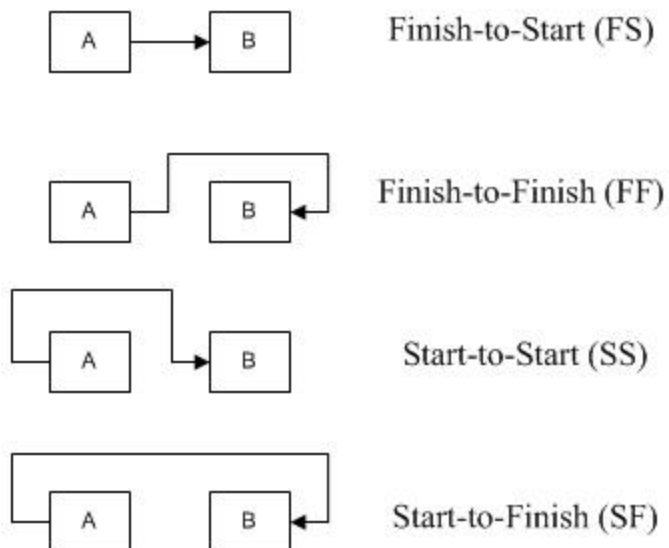 A B Finish-to-Start (FS)
A B Finish-to-Finish (FF)
A B Start-to-Start (SS)
A B Start-to-Finish (SF)